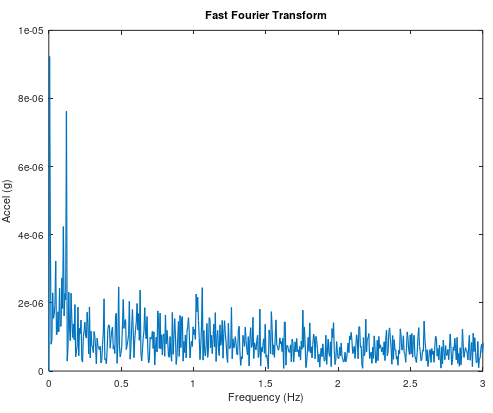 Fast Fourier Transform
1e-05
8e-06
6e-06
4e-06
2e-06
0
0 0.5 1 1.5 2 2.5 3
Accel (g)
Frequency (Hz)